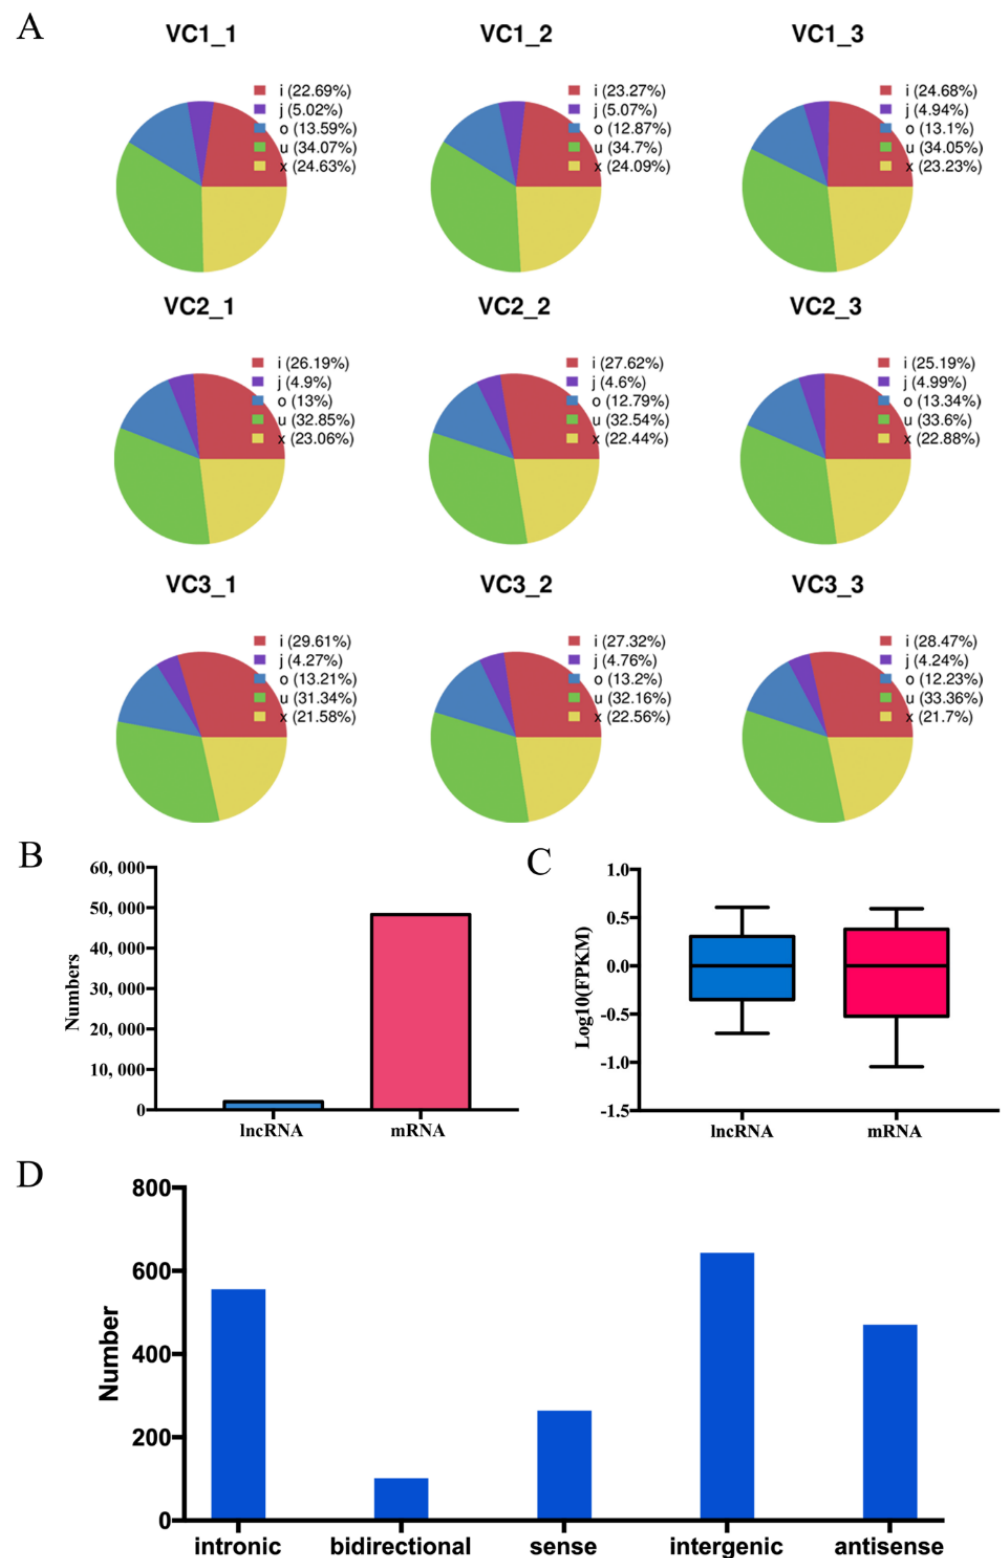 A
VC1_1
i (22.69%)
j (5.02%)
o (13.59%)
u (34.07%)
x (24.63%)
VC1_2
i (23.27%)
j (5.07%)
o (12.87%)
u (34.7%)
x (24.09%)
VC1_3
i (24.68%)
j (4.94%)
o (13.1%)
u (34.05%)
x (23.23%)
VC2_1
i (26.19%)
j (4.9%)
o (13%)
u (32.85%)
x (23.06%)
VC2_2
i (27.62%)
j (4.6%)
o (12.79%)
u (32.54%)
x (22.44%)
VC2_3
i (25.19%)
j (4.99%)
o (13.34%)
u (33.6%)
x (22.88%)
VC3_1
i (29.61%)
j (4.27%)
o (13.21%)
u (31.34%)
x (21.58%)
VC3_2
i (27.32%)
j (4.76%)
o (13.2%)
u (32.16%)
x (22.56%)
VC3_3
i (28.47%)
j (4.24%)
o (12.23%)
u (33.36%)
x (21.7%)
B
Numbers
60, 000
50, 000
40, 000
30, 000
20, 000
10, 000
0
lncRNA
mRNA
C
Log10(FPKM)
1.0
0.5
0.0
-0.5
-1.0
-1.5
lncRNA
mRNA
D
Number
800
600
400
200
0
intronic
bidirectional
sense
intergenic
antisense